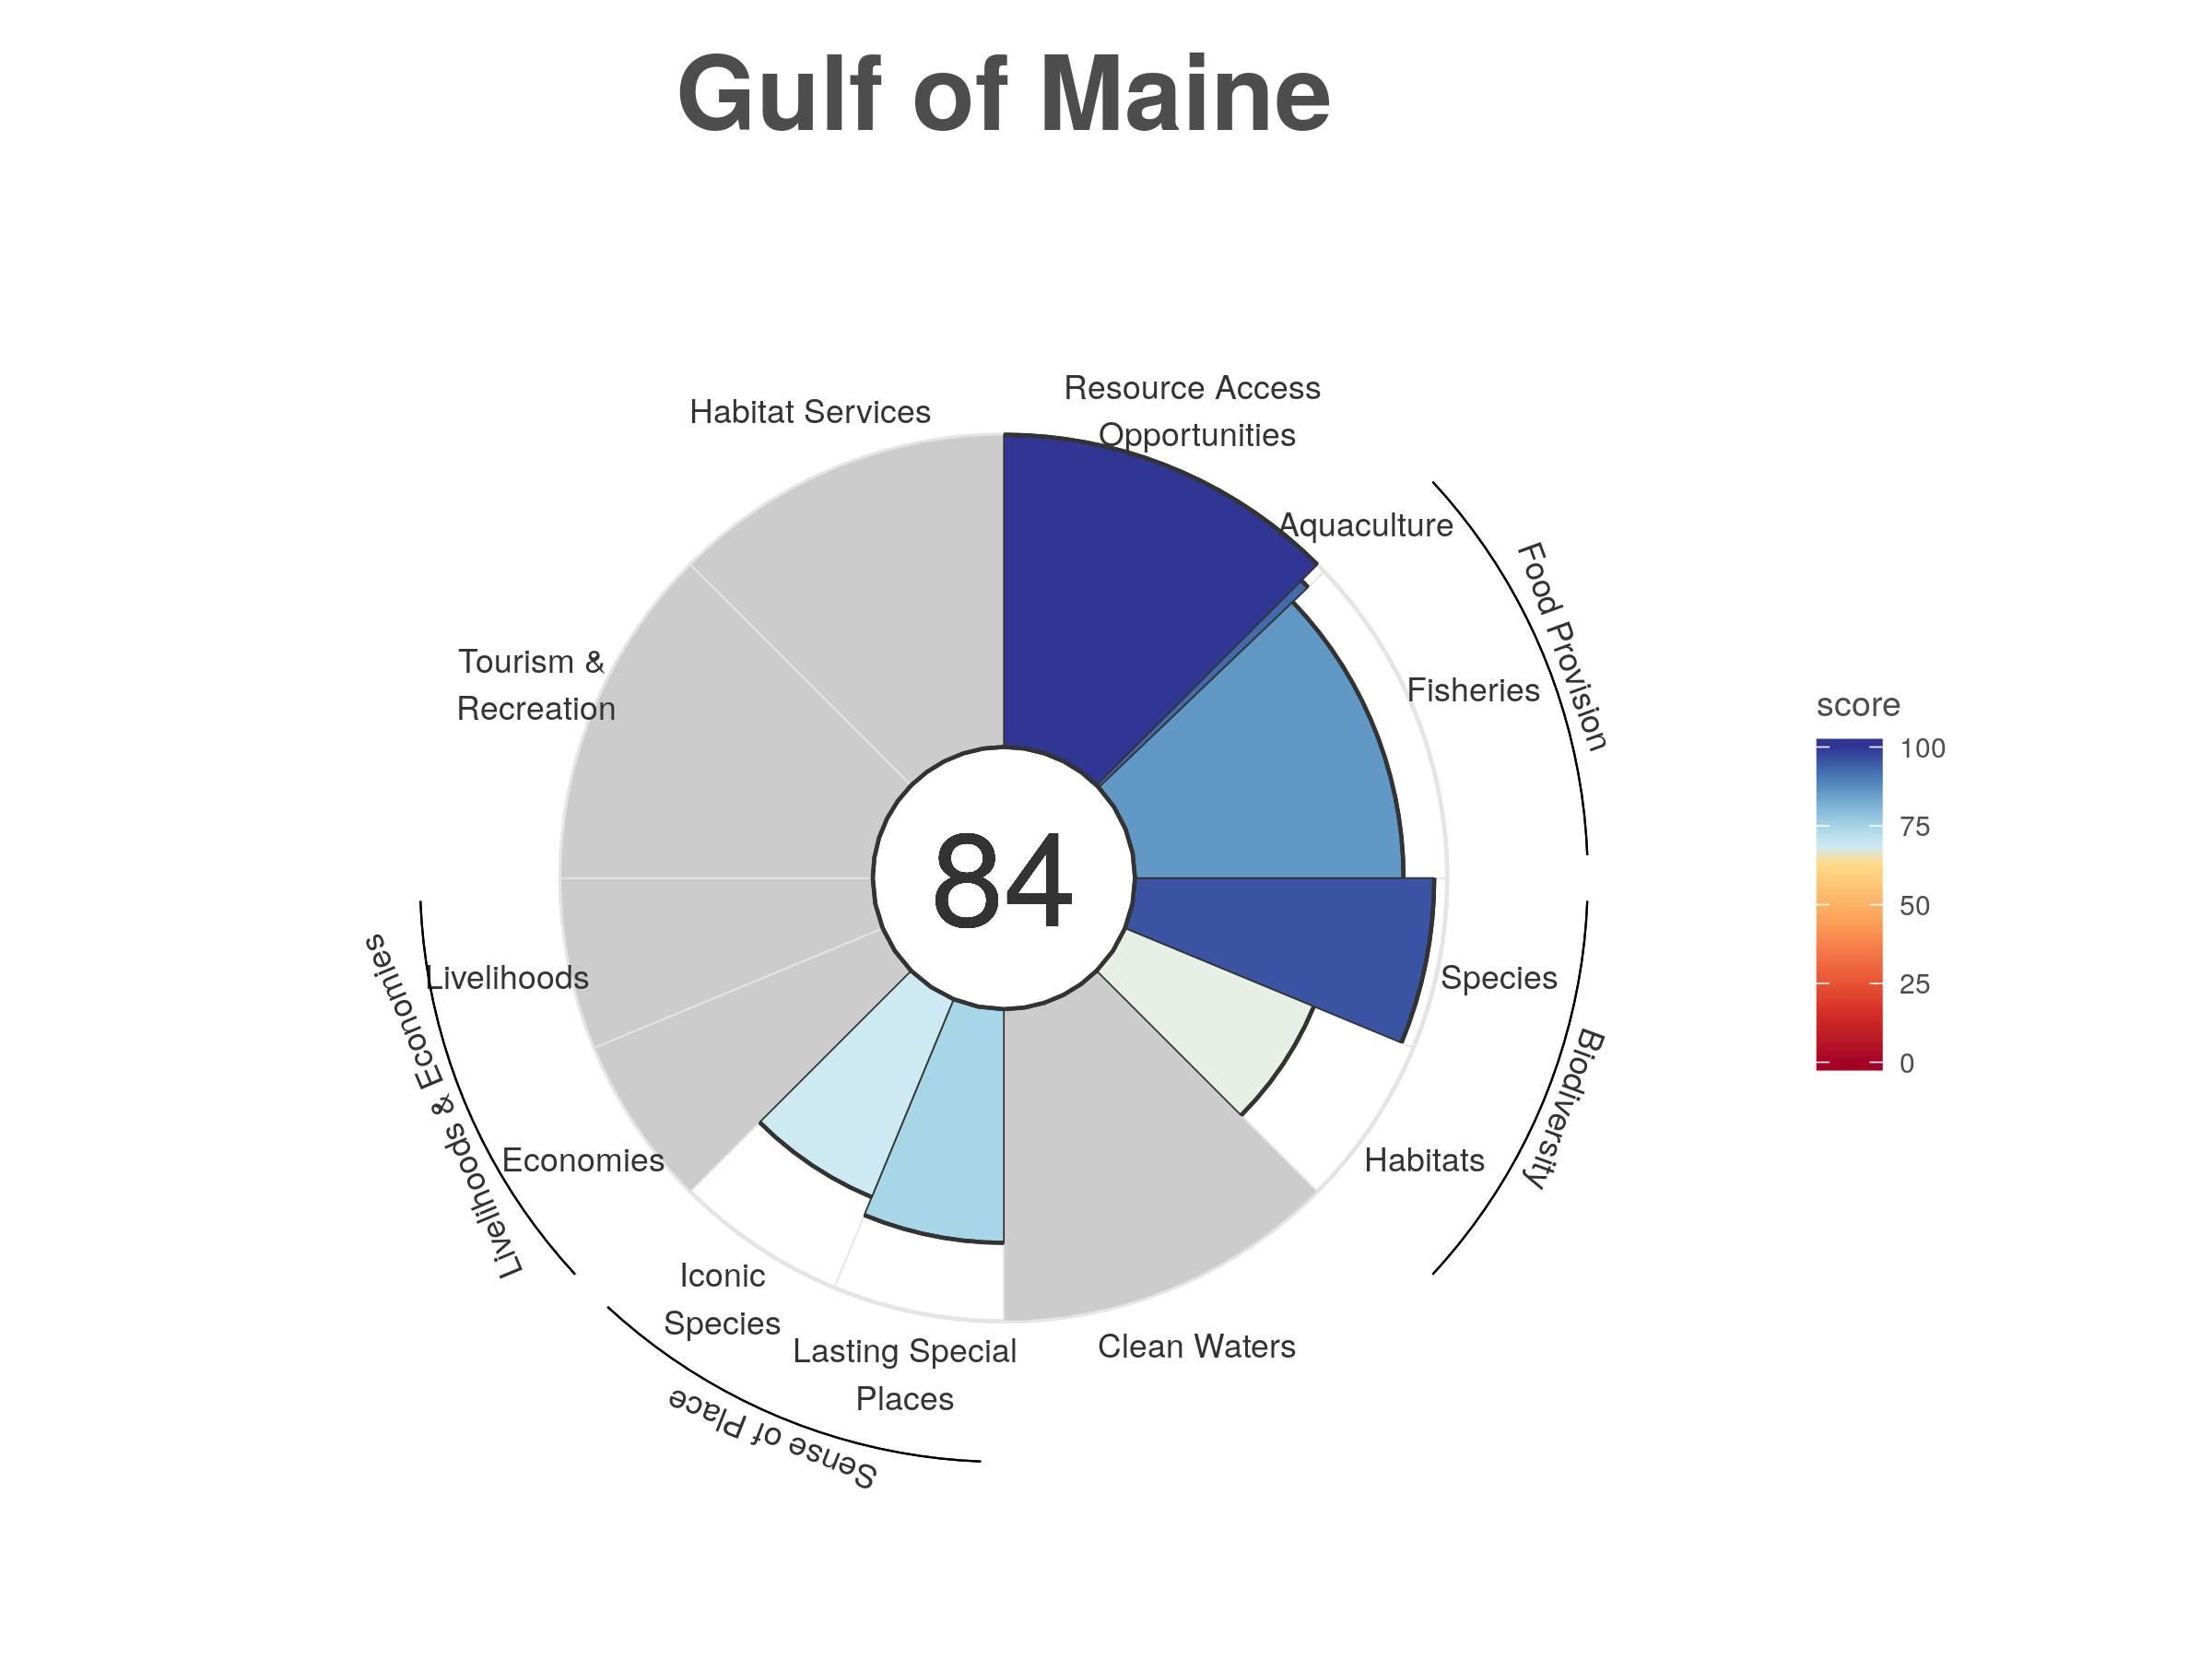 Gulf of Maine
Resource Access
Opportunities
Habitat Services
Aquaculture
Food Provision
Tourism &
Recreation
Fisheries
score
100
75
50
25
0
84
Species
Livelihoods
Livelihoods & Economies
Biodiversity
Economies
Habitats
Iconic
Species
Lasting Special
Places
Clean Waters
Sense of Place